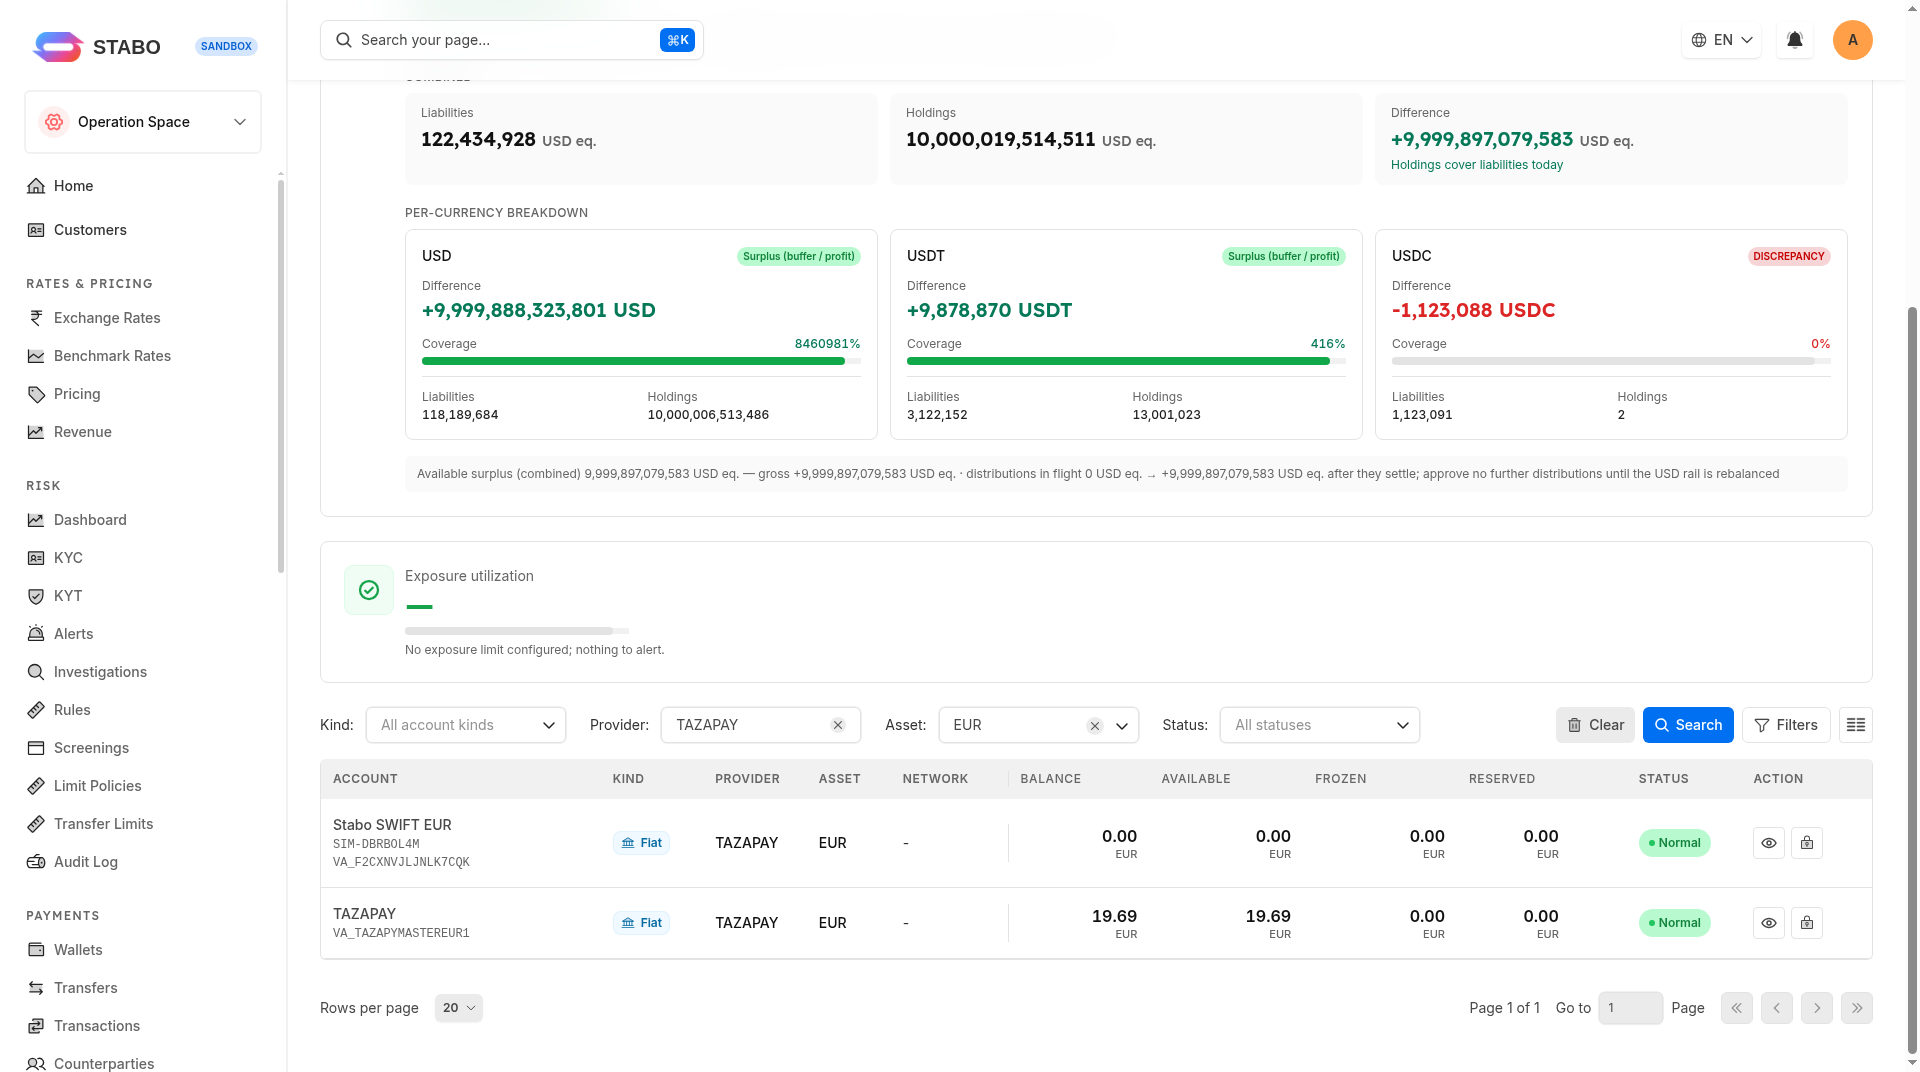 STABO
SANDBOX
Search your page...
⌘K
EN
A
Operation Space
Home
Customers
RATES & PRICING
Exchange Rates
Benchmark Rates
Pricing
Revenue
RISK
Dashboard
KYC
KYT
Alerts
Investigations
Rules
Screenings
Limit Policies
Transfer Limits
Audit Log
PAYMENTS
Wallets
Transfers
Transactions
Counterparties
Liabilities
122,434,928 USD eq.
Holdings
10,000,019,514,511 USD eq.
Difference
+9,999,897,079,583 USD eq.
Holdings cover liabilities today
PER-CURRENCY BREAKDOWN
USD
Surplus (buffer / profit)
Difference
+9,999,888,323,801 USD
Coverage
8460981%
Liabilities
118,189,684
Holdings
10,000,006,513,486
USDT
Surplus (buffer / profit)
Difference
+9,878,870 USDT
Coverage
416%
Liabilities
3,122,152
Holdings
13,001,023
USDC
DISCREPANCY
Difference
-1,123,088 USDC
Coverage
0%
Liabilities
1,123,091
Holdings
2
Available surplus (combined) 9,999,897,079,583 USD eq. — gross +9,999,897,079,583 USD eq. · distributions in flight 0 USD eq. → +9,999,897,079,583 USD eq. after they settle; approve no further distributions until the USD rail is rebalanced
Exposure utilization
—
No exposure limit configured; nothing to alert.
Kind: All account kinds
Provider: TAZAPAY
Asset: EUR
Status: All statuses
Clear
Search
Filters
ACCOUNT KIND PROVIDER ASSET NETWORK BALANCE AVAILABLE FROZEN RESERVED STATUS ACTION
Stabo SWIFT EUR
SIM-DBRBOL4M
VA_F2CXNVJLJNLK7CQK
Fiat TAZAPAY EUR - 0.00 EUR 0.00 EUR 0.00 EUR 0.00 EUR Normal
TAZAPAY
VA_TAZAPYMASTEREUR1
Fiat TAZAPAY EUR - 19.69 EUR 19.69 EUR 0.00 EUR 0.00 EUR Normal
Rows per page 20
Page 1 of 1 Go to 1 Page